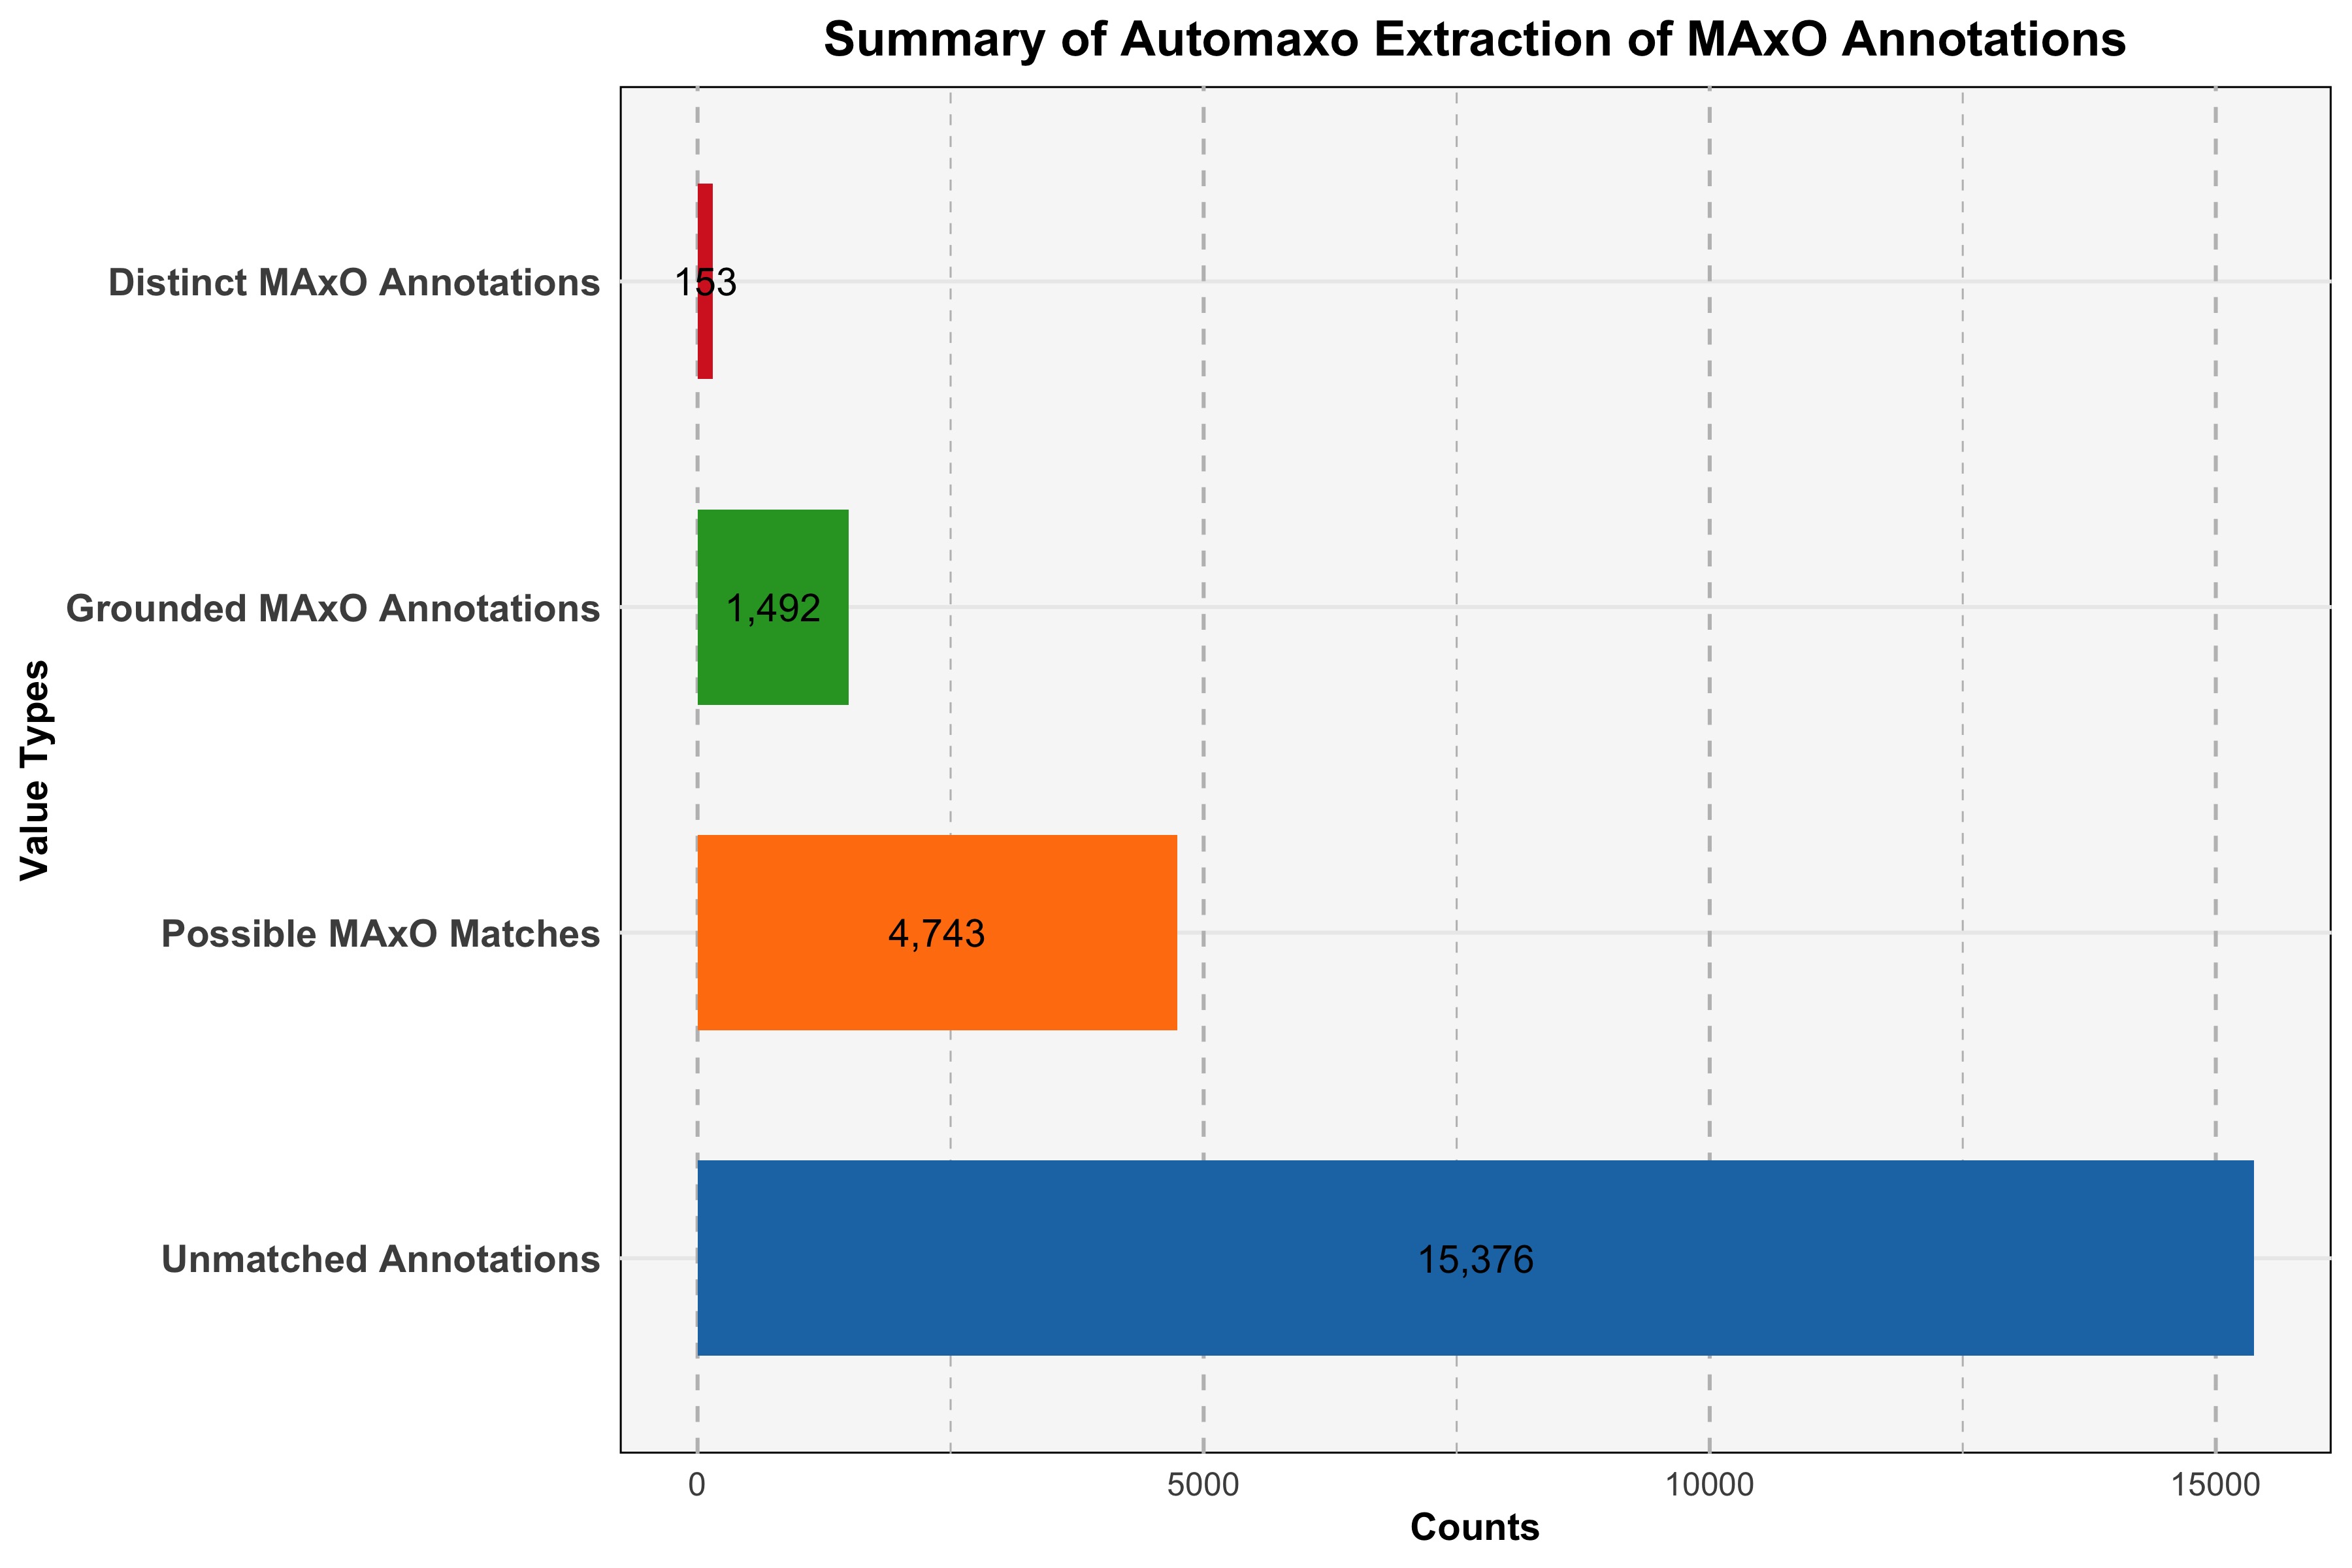 Summary of Automaxo Extraction of MAxO Annotations
Value Types
Distinct MAxO Annotations
153
Grounded MAxO Annotations
1,492
Possible MAxO Matches
4,743
Unmatched Annotations
15,376
0 5000 10000 15000
Counts